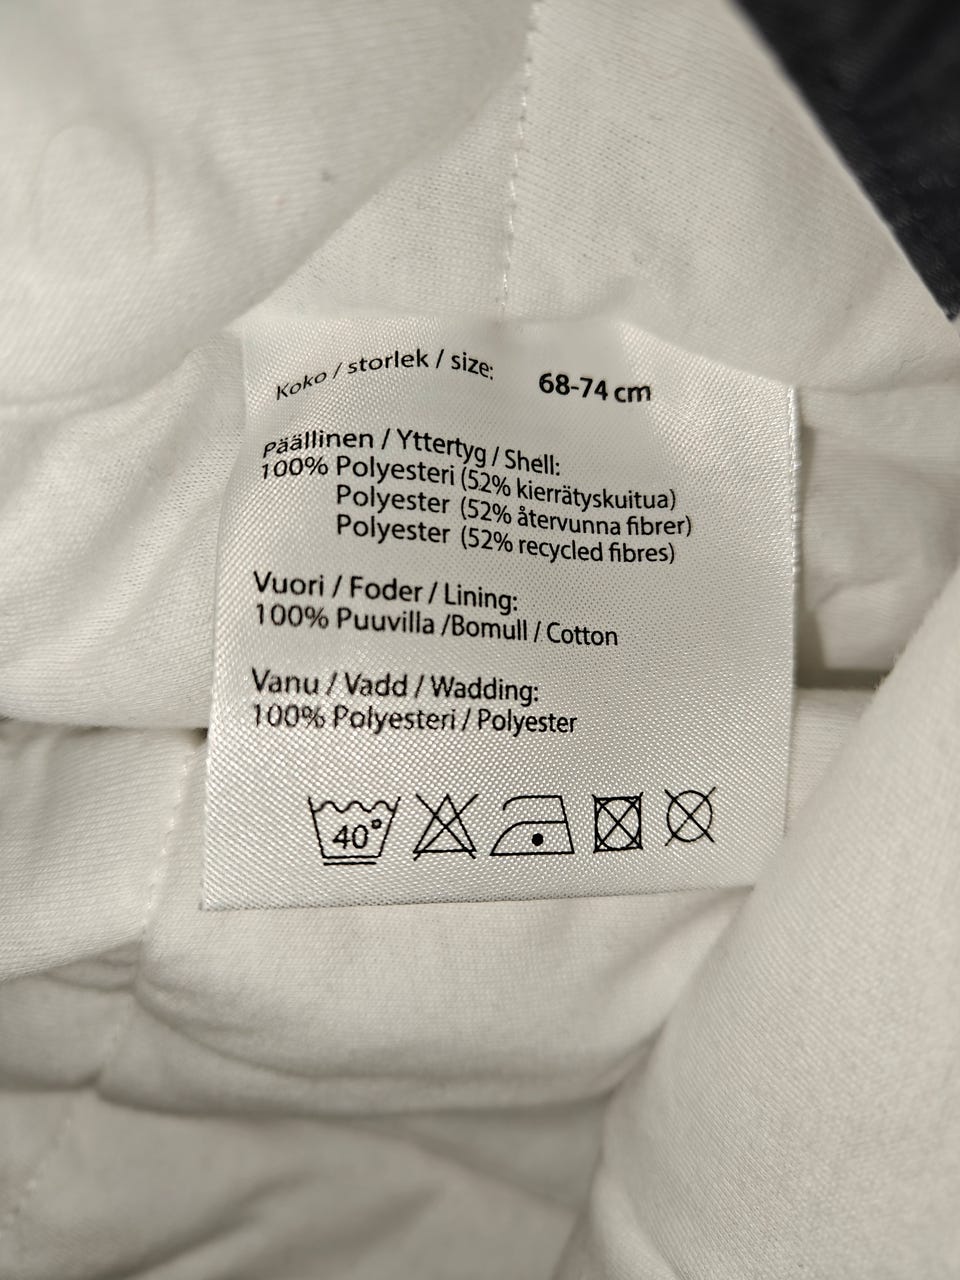 Koko / storlek / size: 68-74 cm
Päällinen / Yttertyg / Shell:
100% Polyesteri (52% kierrätyskuitua)
Polyester (52% återvunna fibrer)
Polyester (52% recycled fibres)
Vuori / Foder / Lining:
100% Puuvilla /Bomull / Cotton
Vanu / Vadd / Wadding:
100% Polyesteri / Polyester
40°